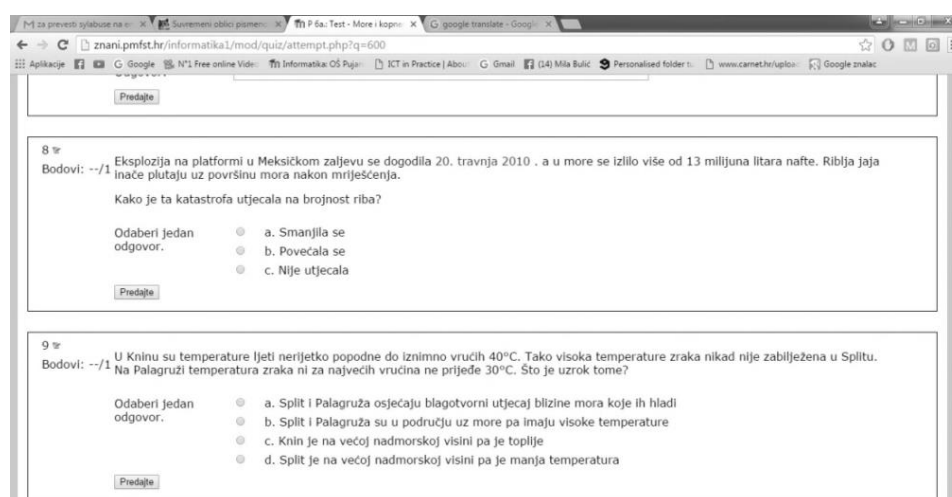 za prevesti sylabuse na en
Suvremeni oblici pismen
P 6a.: Test - More i kopne
google translate - Googl
znani.pmfst.hr/informatika1/mod/quiz/attempt.php?q=600
Aplikacije Google N°1 Free online Vide Informatika: OŠ Puja ICT in Practice | Abou Gmail (14) Mila Bulić Personalised folder www.carnet.hr/uploa Google znalac
Predajte
8
Bodovi: --/1
Eksplozija na platformi u Meksičkom zaljevu se dogodila 20. travnja 2010 . a u more se izlilo više od 13 milijuna litara nafte. Riblja jaja
inače plutaju uz površinu mora nakon mriješćenja.
Kako je ta katastrofa utjecala na brojnost riba?
Odaberi jedan
odgovor.
a. Smanjila se
b. Povećala se
c. Nije utjecala
Predajte
9
Bodovi: --/1
U Kninu su temperature ljeti nerijetko popodne do iznimno vrućih 40°C. Tako visoka temperature zraka nikad nije zabilježena u Splitu.
Na Palagruži temperatura zraka ni za najvećih vrućina ne prijeđe 30°C. Što je uzrok tome?
Odaberi jedan
odgovor.
a. Split i Palagruža osjećaju blagotvorni utjecaj blizine mora koje ih hladi
b. Split i Palagruža su u području uz more pa imaju visoke temperature
c. Knin je na većoj nadmorskoj visini pa je toplije
d. Split je na većoj nadmorskoj visini pa je manja temperatura
Predajte